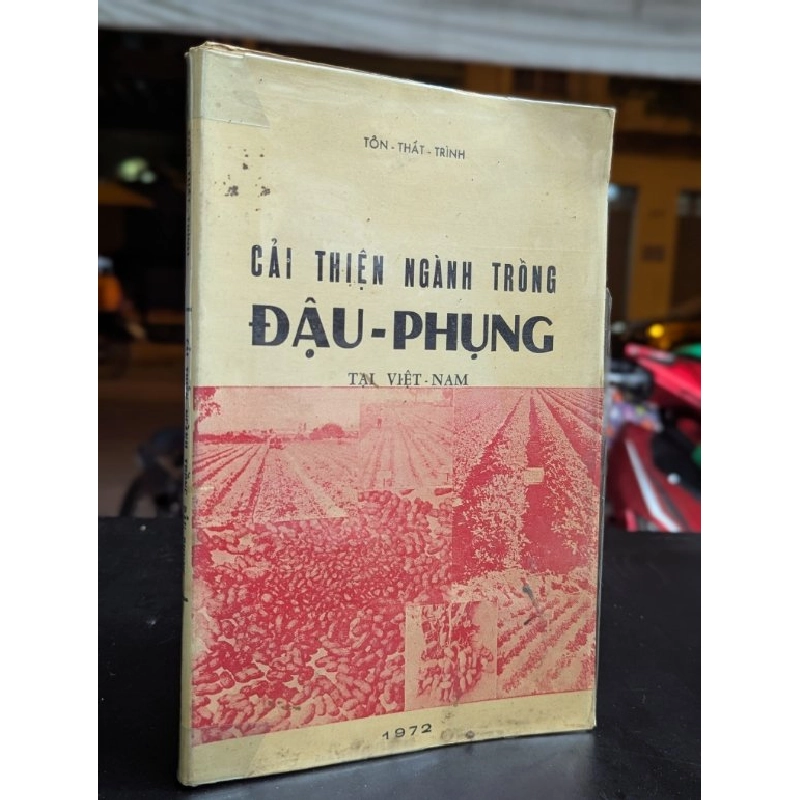 TÔN - THẤT - TRÌNH
CẢI THIỆN NGÀNH TRỒNG
ĐẬU-PHỤNG
TẠI VIỆT-NAM
1972